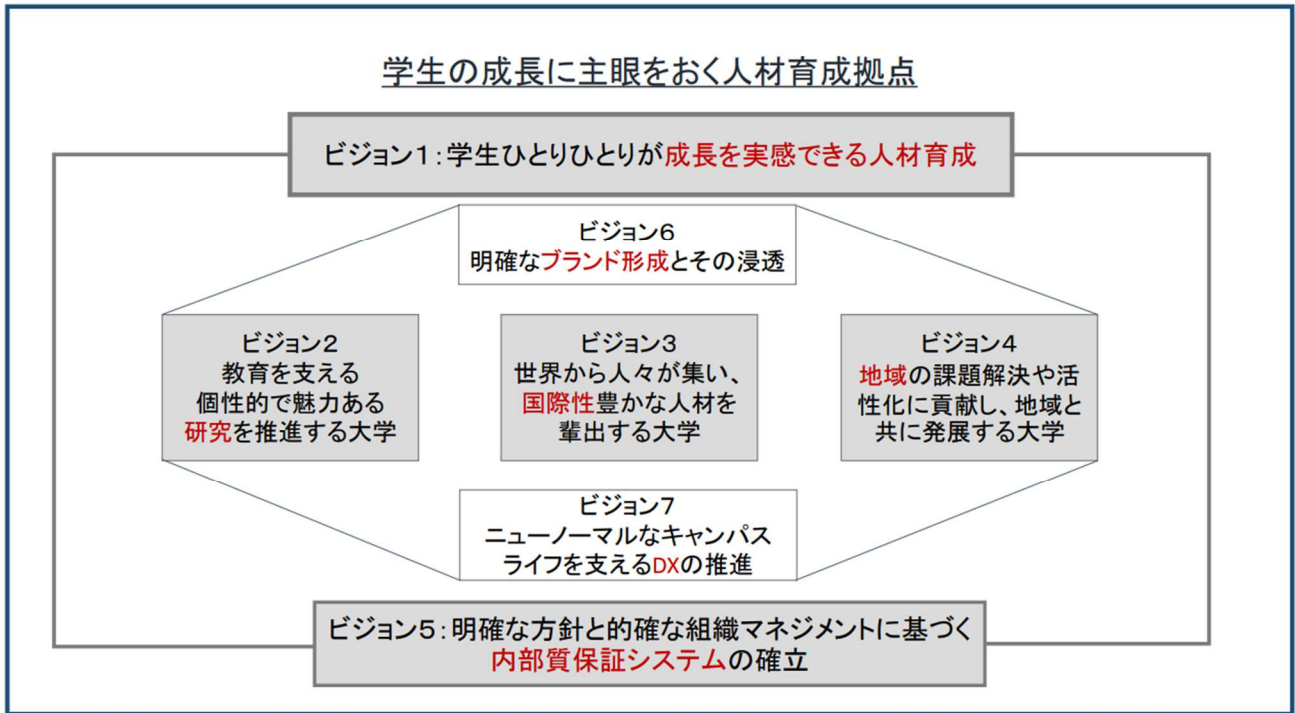 学生の成長に主眼をおく人材育成拠点
ビジョン1：学生ひとりひとりが成長を実感できる人材育成
ビジョン6
明確なブランド形成とその浸透
ビジョン2
教育を支える
個性的で魅力ある
研究を推進する大学
ビジョン3
世界から人々が集い、
国際性豊かな人材を
輩出する大学
ビジョン4
地域の課題解決や活
性化に貢献し、地域と
共に発展する大学
ビジョン7
ニューノーマルなキャンパス
ライフを支えるDXの推進
ビジョン5：明確な方針と的確な組織マネジメントに基づく
内部質保証システムの確立